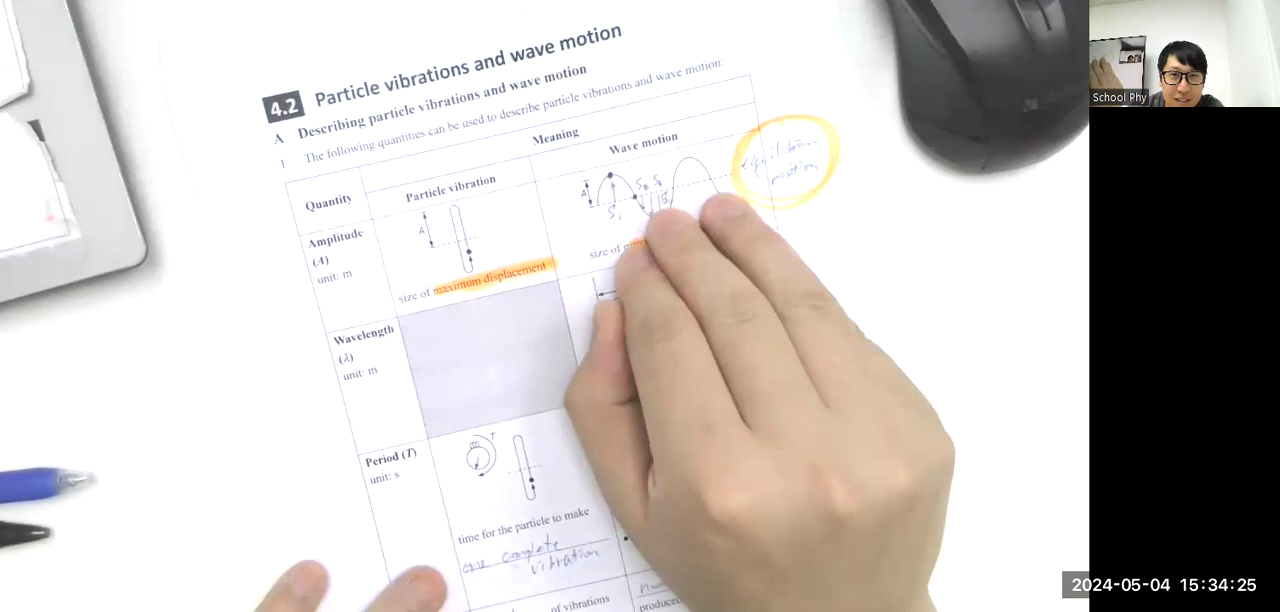 4.2 Particle vibrations and wave motion
A Describing particle vibrations and wave motion
1 The following quantities can be used to describe particle vibrations and wave motion:
Quantity
Meaning
Particle vibration
Wave motion
Amplitude
(A)
unit: m
A
size of maximum displacement
A
S₁
size of
equilibrium
position
Wavelength
(λ)
unit: m
Period (T)
unit: s
T
time for the particle to make
one complete
vibration
of vibrations
produced
School Phy
2024-05-04 15:34:25